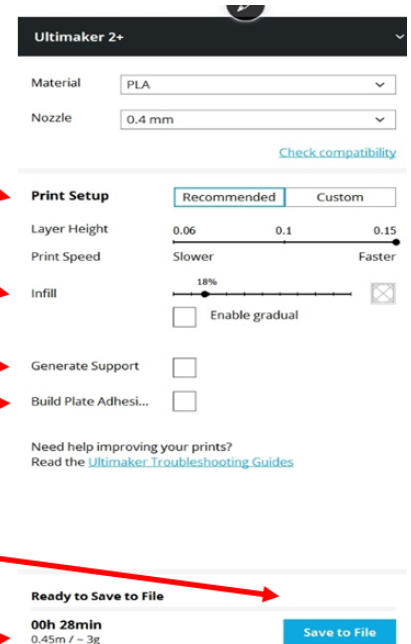 Ultimaker 2+
Material PLA
Nozzle 0.4 mm
Check compatibility
Print Setup Recommended Custom
Layer Height 0.06 0.1 0.15
Print Speed Slower Faster
18%
Infill
Enable gradual
Generate Support
Build Plate Adhesi...
Need help improving your prints?
Read the Ultimaker Troubleshooting Guides
Ready to Save to File
00h 28min
0.45m / ~ 3g Save to File